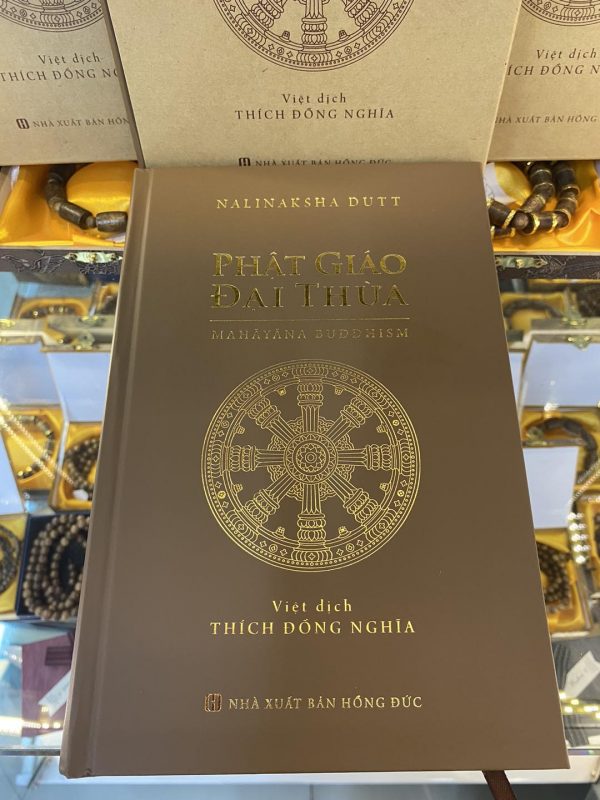 Việt dịch
THÍCH ĐỒNG NG
Việt dịch
THÍCH ĐỒNG NGHĨA
Việt dịch
THÍCH ĐỒNG NGHĨA
NHÀ XUẤT BẢN HỒNG
NHÀ XUẤT BẢN HỒNG ĐỨC
NHÀ XUẤT BẢN HỒNG ĐỨC
NALINAKSHA DUTT
PHẬT GIÁO
ĐẠI THỪA
MAHĀYĀNA BUDDHISM
Việt dịch
THÍCH ĐỒNG NGHĨA
NHÀ XUẤT BẢN HỒNG ĐỨC